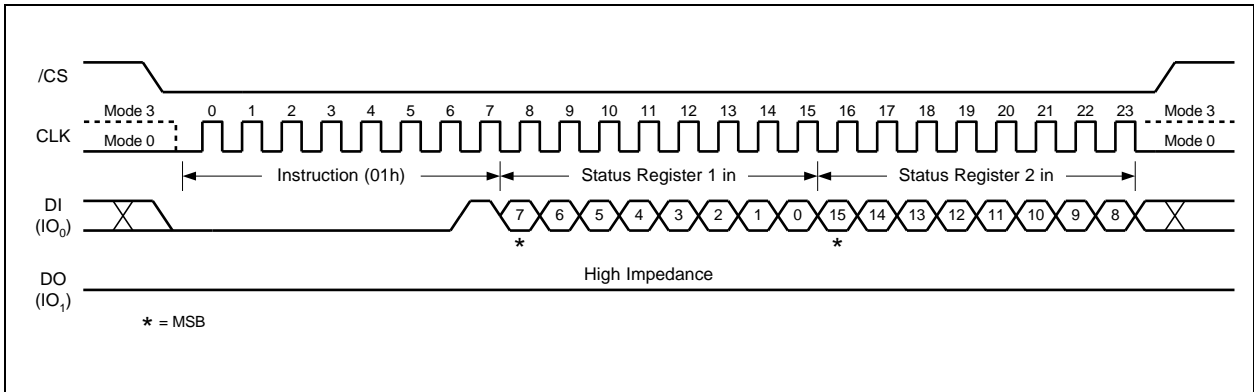 /CS
Mode 3 0 1 2 3 4 5 6 7 8 9 10 11 12 13 14 15 16 17 18 19 20 21 22 23 Mode 3
CLK
Mode 0 Mode 0
Instruction (01h) Status Register 1 in Status Register 2 in
DI
(IO0)
7 6 5 4 3 2 1 0 15 14 13 12 11 10 9 8
* *
High Impedance
DO
(IO1)
* = MSB